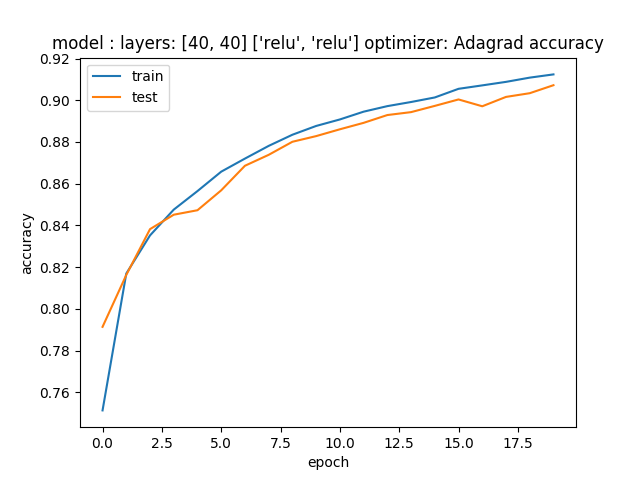 model : layers: [40, 40] ['relu', 'relu'] optimizer: Adagrad accuracy
train
test
0.92
0.90
0.88
0.86
0.84
0.82
0.80
0.78
0.76
accuracy
0.0 2.5 5.0 7.5 10.0 12.5 15.0 17.5
epoch